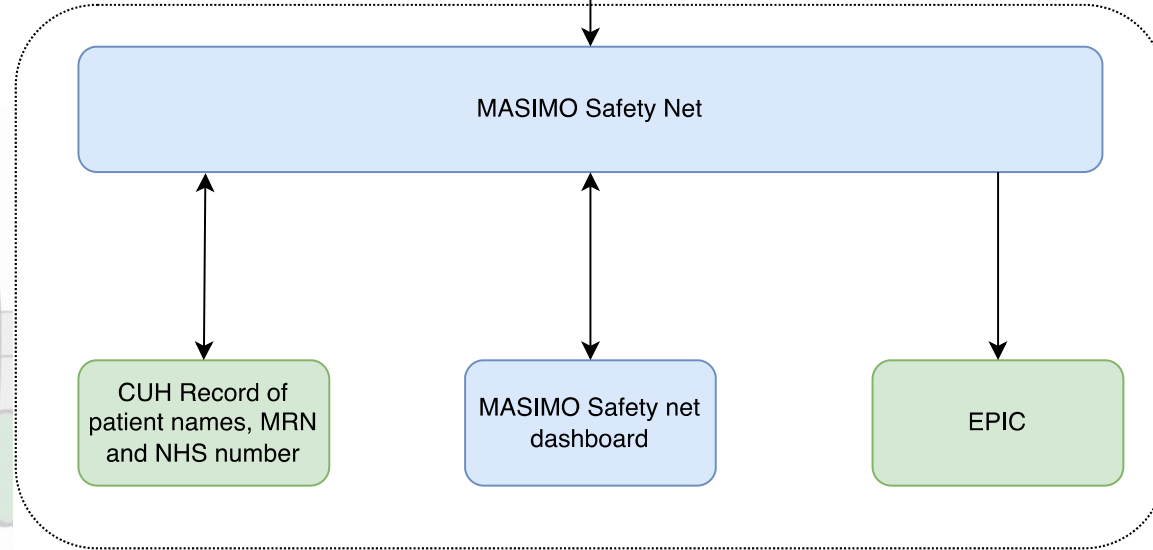 MASIMO Safety Net
CUH Record of
patient names, MRN
and NHS number
MASIMO Safety net
dashboard
EPIC